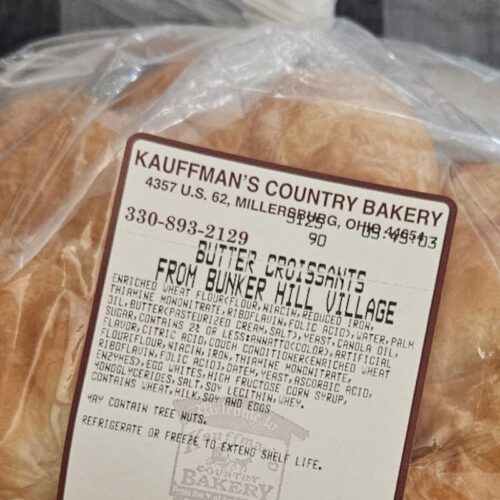 KAUFFMAN'S COUNTRY BAKERY
4357 U.S. 62, MILLERSBURG, OHIO 44654
330-893-2129
90
BUTTER CROISSANTS
FROM BUNKER HILL VILLAGE
ENRICHED WHEAT FLOUR(FLOUR,NIACIN,REDUCED IRON,
THIAMINE MONONITRATE,RIBOFLAVIN,FOLIC ACID),WATER,PALM
OIL,BUTTER(PASTEURIZED CREAM,SALT),YEAST,CANOLA OIL,
SUGAR,CONTAINS 2% OR LESS:ANNATTO(COLOR),ARTIFICIAL
FLAVOR,CITRIC ACID,DOUGH CONDITIONER(ENRICHED WHEAT
FLOUR(FLOUR,NIACIN,IRON,THIAMINE MONONITRATE,
RIBOFLAVIN,FOLIC ACID),DATEM,YEAST,ASCORBIC ACID,
ENZYMES),EGG WHITES,HIGH FRUCTOSE CORN SYRUP,
MONOGLYCERIDES,SALT,SOY LECITHIN,WHEY.
CONTAINS WHEAT,MILK,SOY AND EGGS
MAY CONTAIN TREE NUTS.
REFRIGERATE OR FREEZE TO EXTEND SHELF LIFE.
Welcome to
Kauffman's
COUNTRY
BAKERY